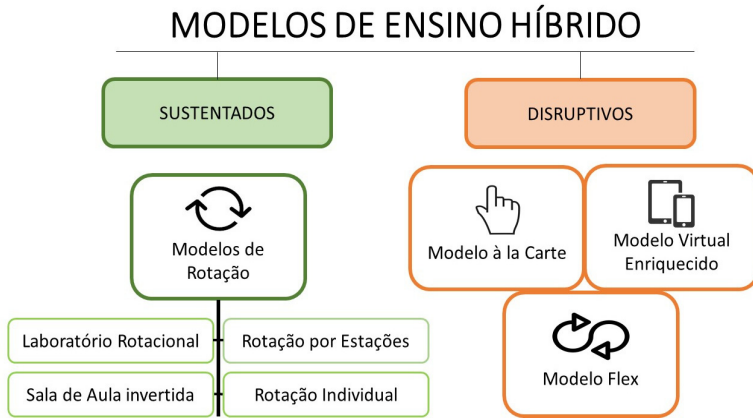 MODELOS DE ENSINO HÍBRIDO
SUSTENTADOS
DISRUPTIVOS
Modelos de
Rotação
Modelo à la Carte
Modelo Virtual
Enriquecido
Laboratório Rotacional
Rotação por Estações
Sala de Aula invertida
Rotação Individual
Modelo Flex